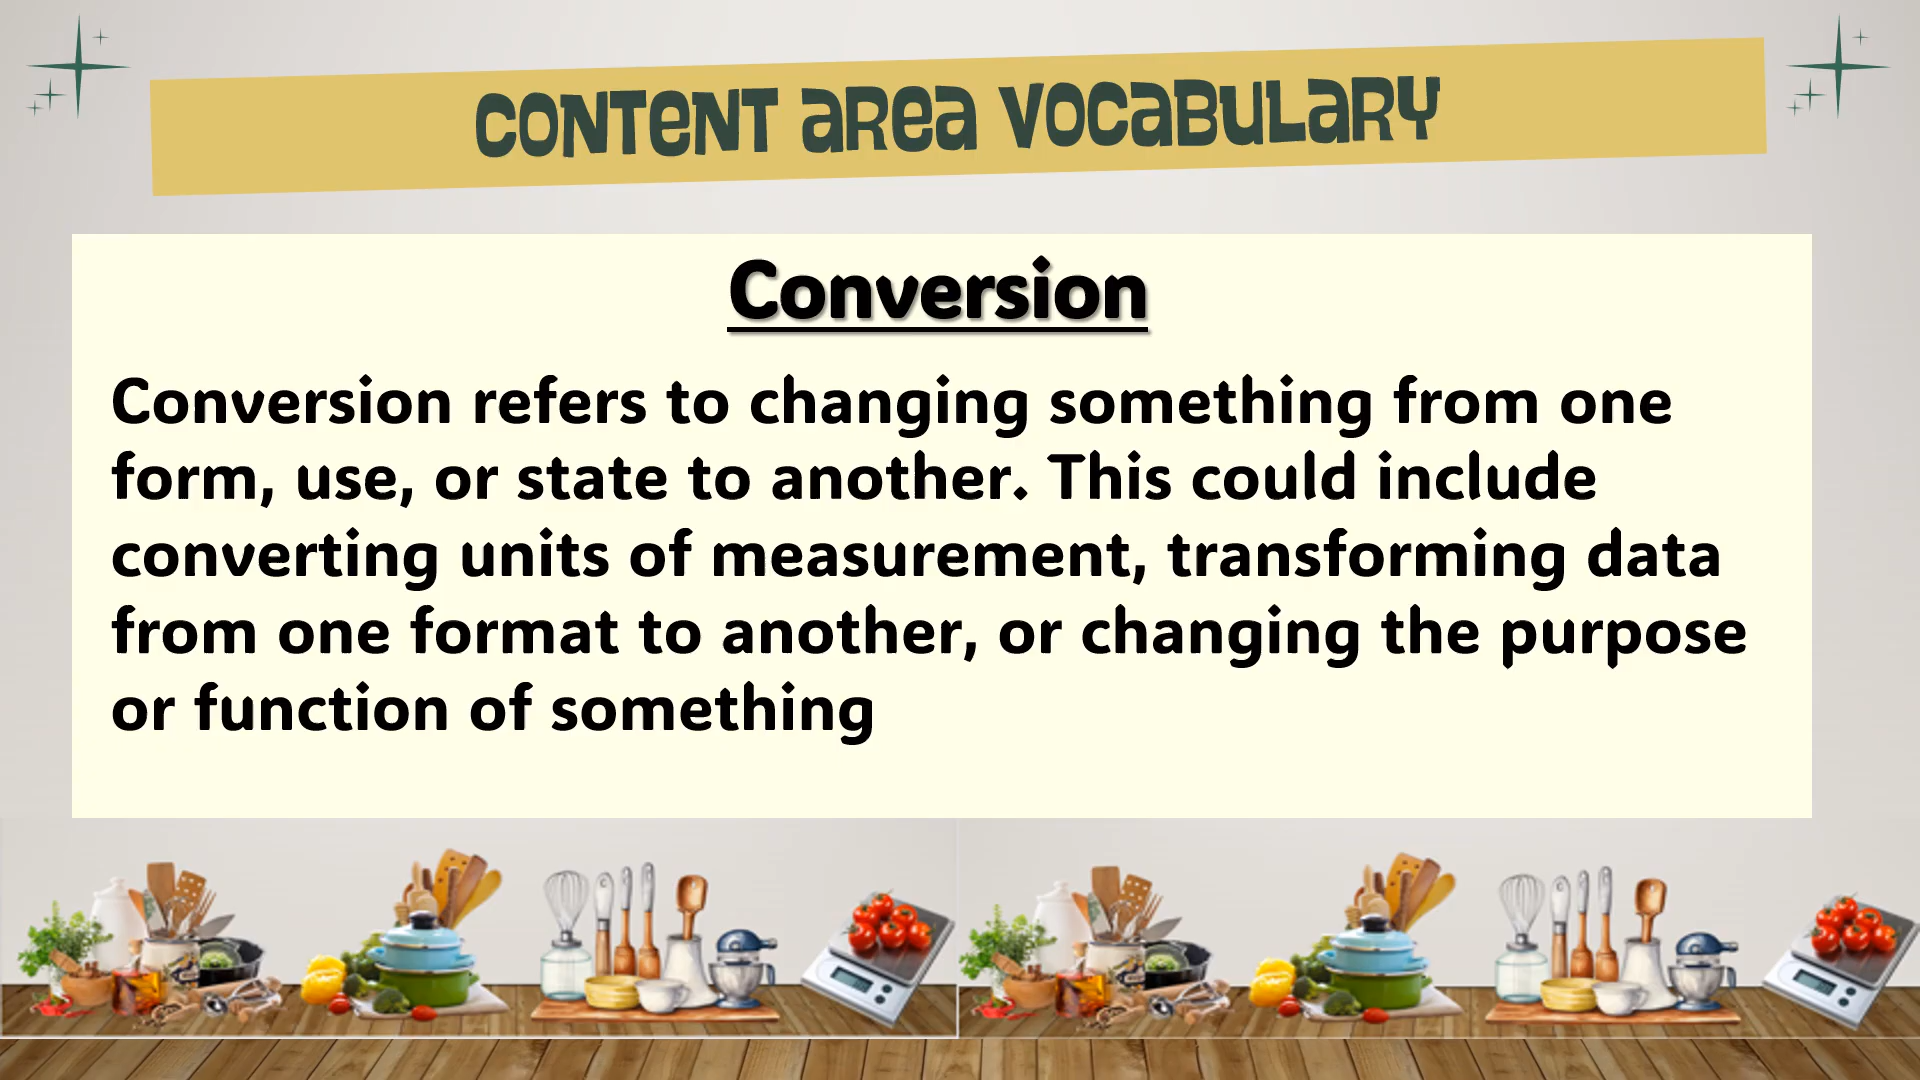 CONTENT AREA VOCABULARY
Conversion
Conversion refers to changing something from one
form, use, or state to another. This could include
converting units of measurement, transforming data
from one format to another, or changing the purpose
or function of something